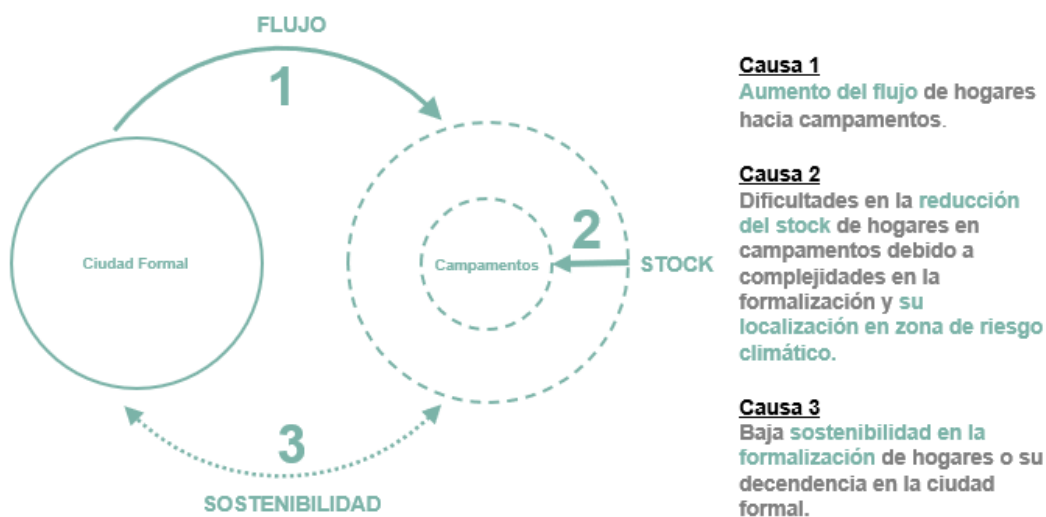 FLUJO
1
Ciudad Formal
Campamentos
2
STOCK
3
SOSTENIBILIDAD
Causa 1
Aumento del flujo de hogares
hacia campamentos.
Causa 2
Dificultades en la reducción
del stock de hogares en
campamentos debido a
complejidades en la
formalización y su
localización en zona de riesgo
climático.
Causa 3
Baja sostenibilidad en la
formalización de hogares o su
decendencia en la ciudad
formal.